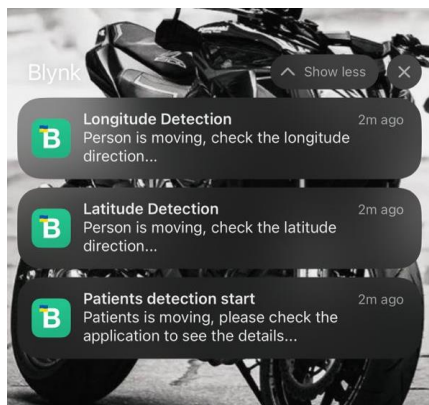 Blynk
Show less
Longitude Detection 2m ago
Person is moving, check the longitude
direction...
B
Latitude Detection 2m ago
Person is moving, check the latitude
direction...
B
Patients detection start 2m ago
Patients is moving, please check the
application to see the details...
B